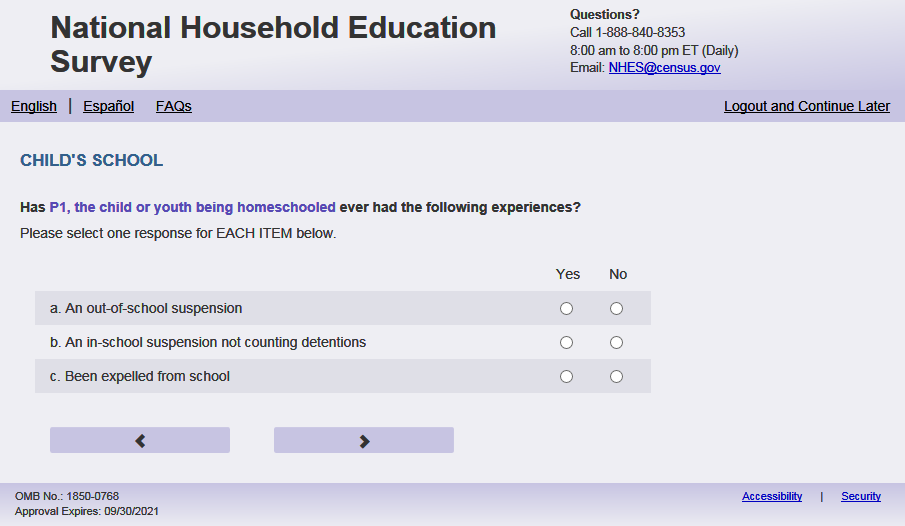 National Household Education
Survey
Questions?
Call 1-888-840-8353
8:00 am to 8:00 pm ET (Daily)
Email: NHES@census.gov
English | Español FAQs Logout and Continue Later
CHILD'S SCHOOL
Has P1, the child or youth being homeschooled ever had the following experiences?
Please select one response for EACH ITEM below.
Yes No
a. An out-of-school suspension
b. An in-school suspension not counting detentions
c. Been expelled from school
OMB No.: 1850-0768 Accessibility | Security
Approval Expires: 09/30/2021